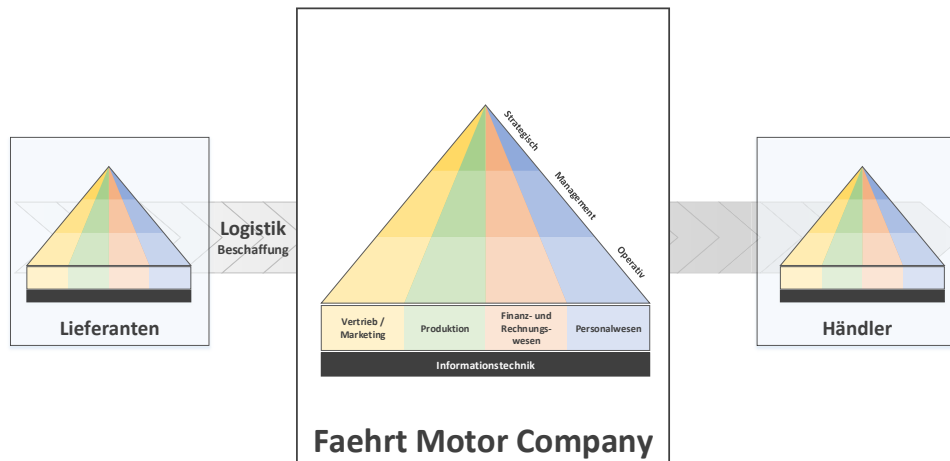 Strategisch
Management
Operativ
Logistik
Beschaffung
Vertrieb /
Marketing
Produktion
Finanz- und
Rechnungs-
wesen
Personalwesen
Informationstechnik
Lieferanten
Händler
Faehrt Motor Company